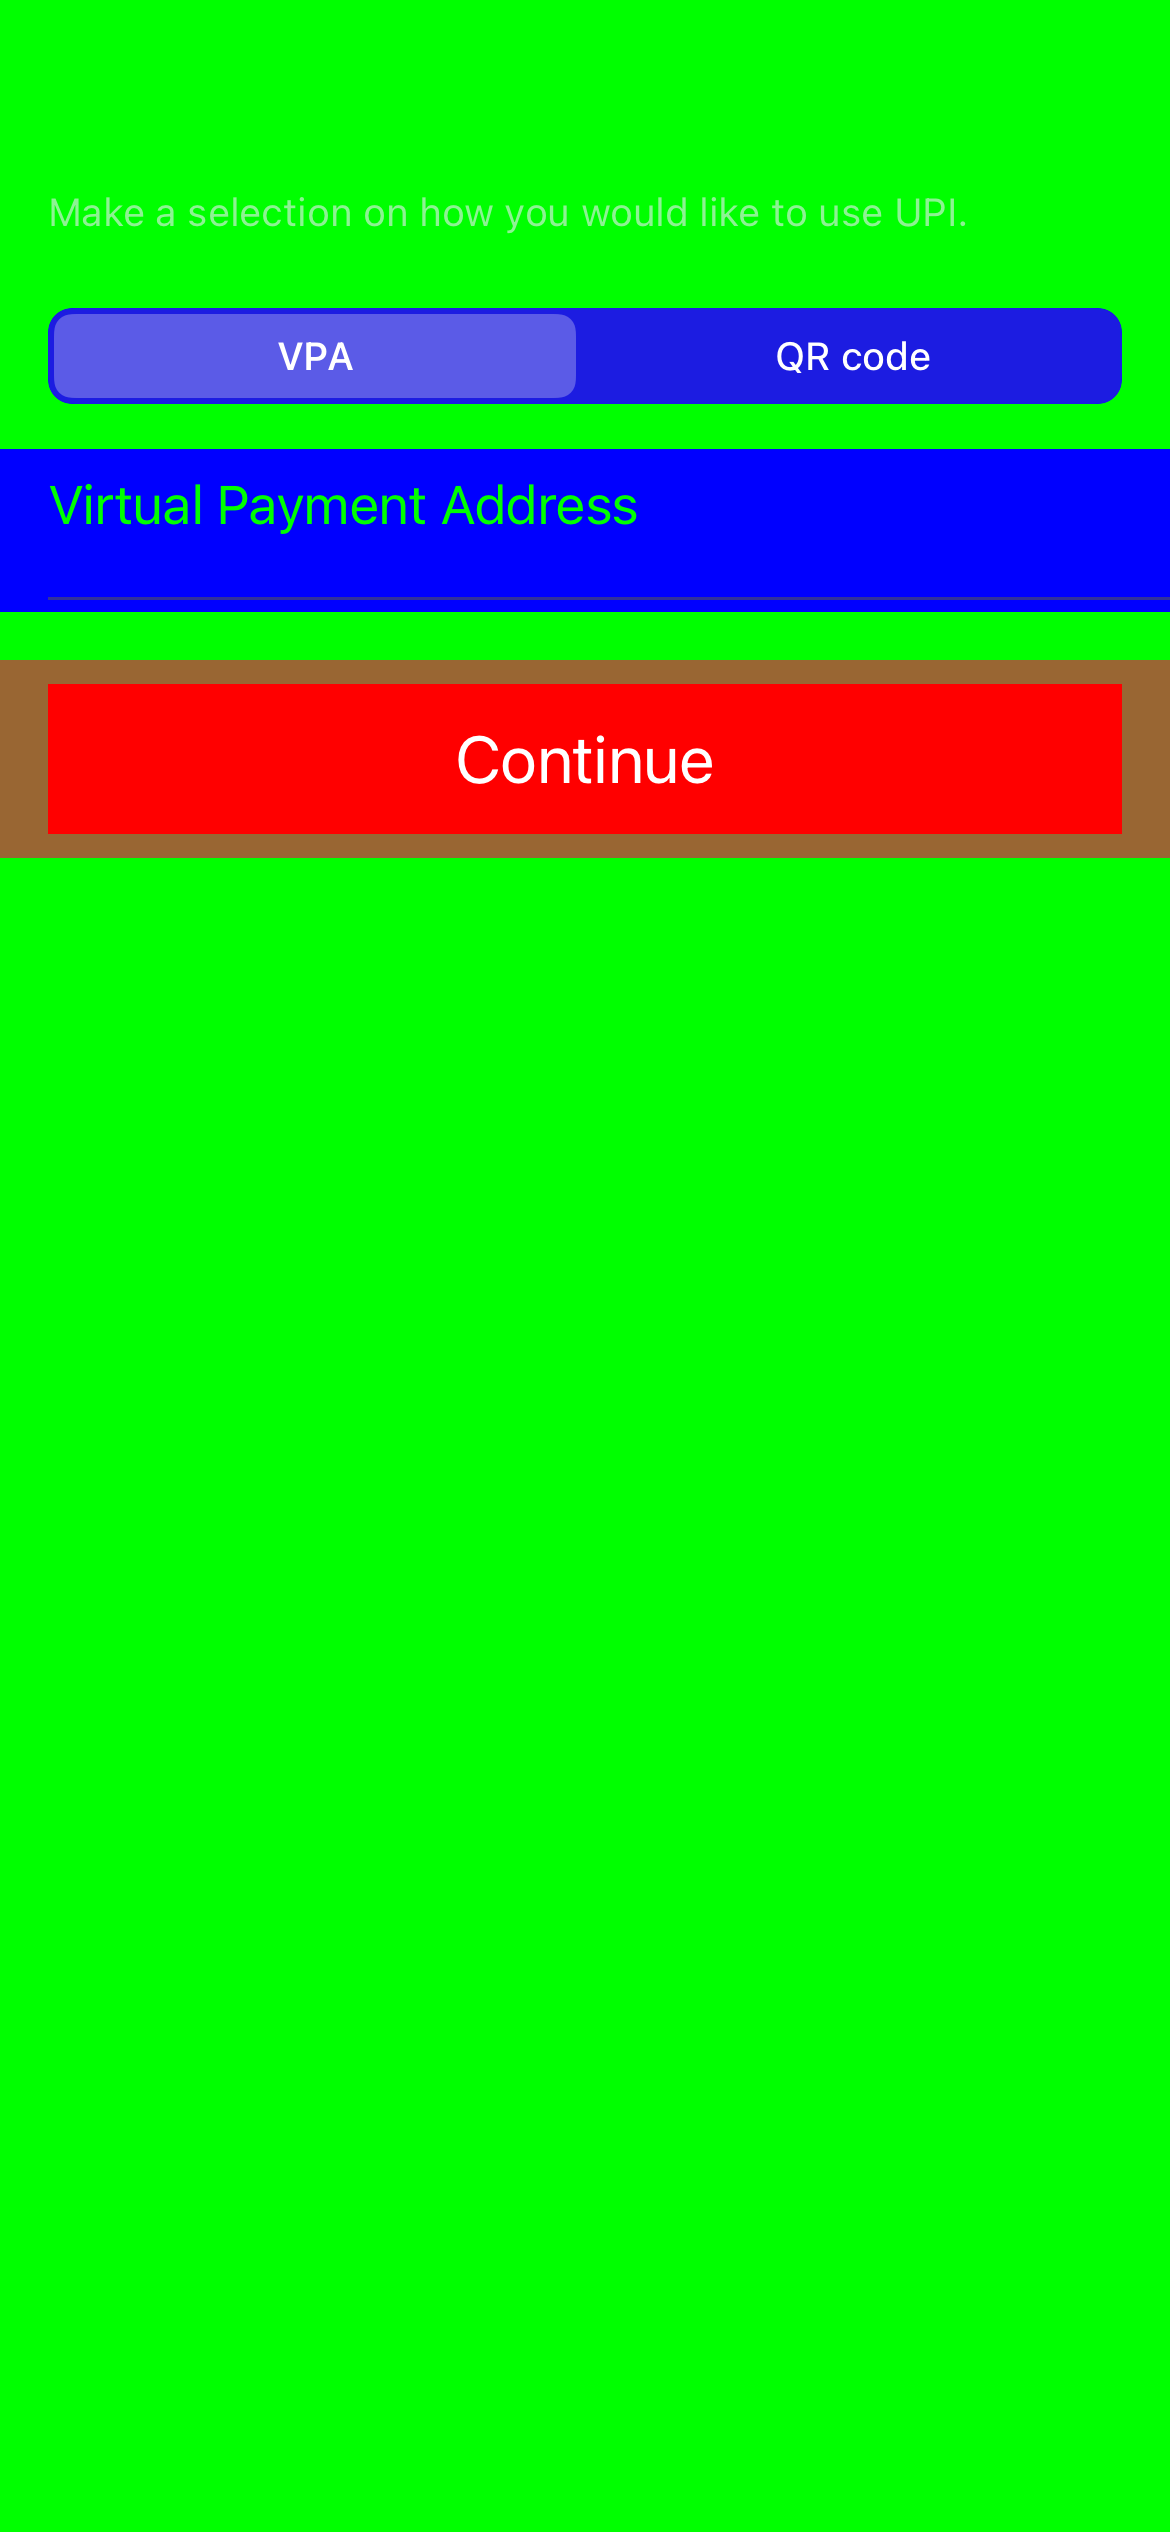 Make a selection on how you would like to use UPI.
VPA
QR code
Virtual Payment Address
Continue